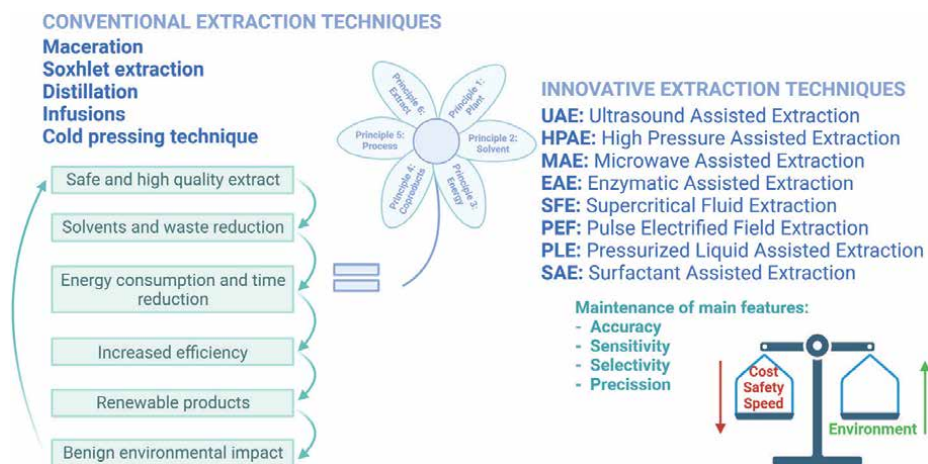 CONVENTIONAL EXTRACTION TECHNIQUES
Maceration
Soxhlet extraction
Distillation
Infusions
Cold pressing technique
Safe and high quality extract
Solvents and waste reduction
Energy consumption and time
reduction
Increased efficiency
Renewable products
Benign environmental impact
Principle 1:
Plant
Principle 2:
Solvent
Principle 3:
Energy
Principle 4:
Coproducts
Principle 5:
Process
Principle 6:
Extract
INNOVATIVE EXTRACTION TECHNIQUES
UAE: Ultrasound Assisted Extraction
HPAE: High Pressure Assisted Extraction
MAE: Microwave Assisted Extraction
EAE: Enzymatic Assisted Extraction
SFE: Supercritical Fluid Extraction
PEF: Pulse Electrified Field Extraction
PLE: Pressurized Liquid Assisted Extraction
SAE: Surfactant Assisted Extraction
Maintenance of main features:
- Accuracy
- Sensitivity
- Selectivity
- Precission
Cost
Safety
Speed
Environment